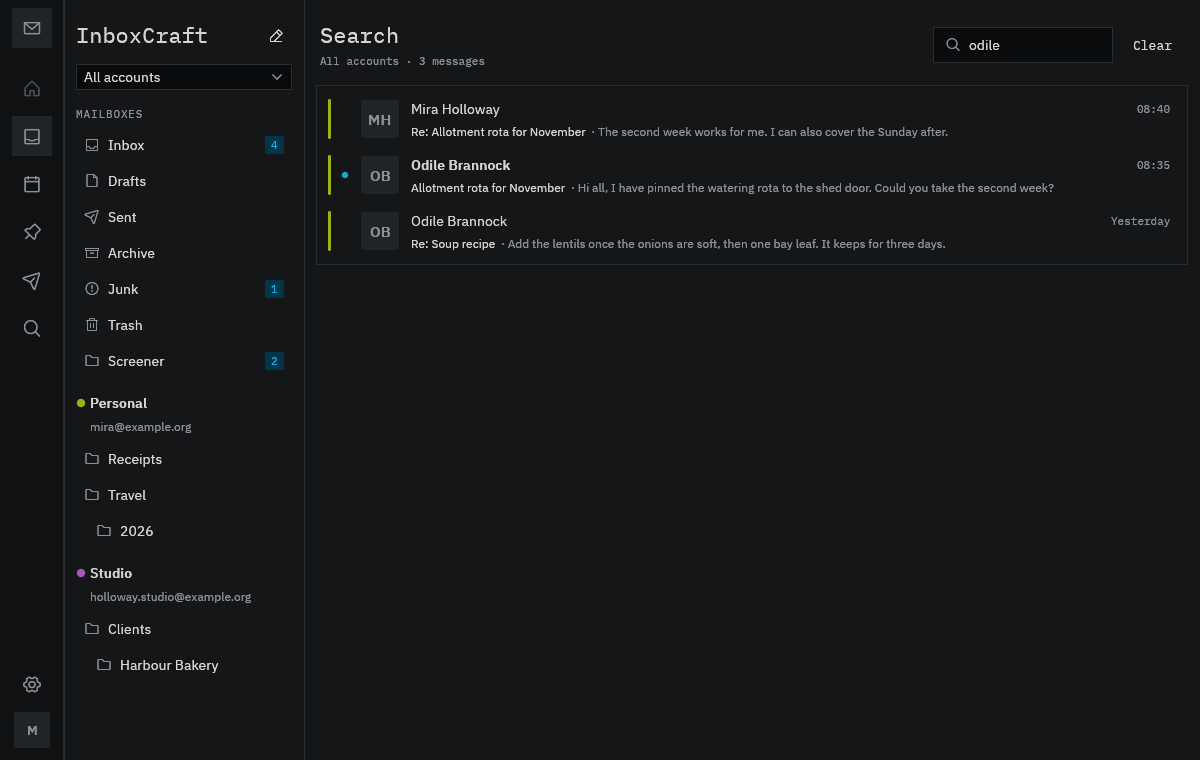 InboxCraft
All accounts
MAILBOXES
Inbox 4
Drafts
Sent
Archive
Junk 1
Trash
Screener 2
Personal
mira@example.org
Receipts
Travel
2026
Studio
holloway.studio@example.org
Clients
Harbour Bakery
M
Search
All accounts · 3 messages
odile
Clear
MH
Mira Holloway
08:40
Re: Allotment rota for November · The second week works for me. I can also cover the Sunday after.
OB
Odile Brannock
08:35
Allotment rota for November · Hi all, I have pinned the watering rota to the shed door. Could you take the second week?
OB
Odile Brannock
Yesterday
Re: Soup recipe · Add the lentils once the onions are soft, then one bay leaf. It keeps for three days.